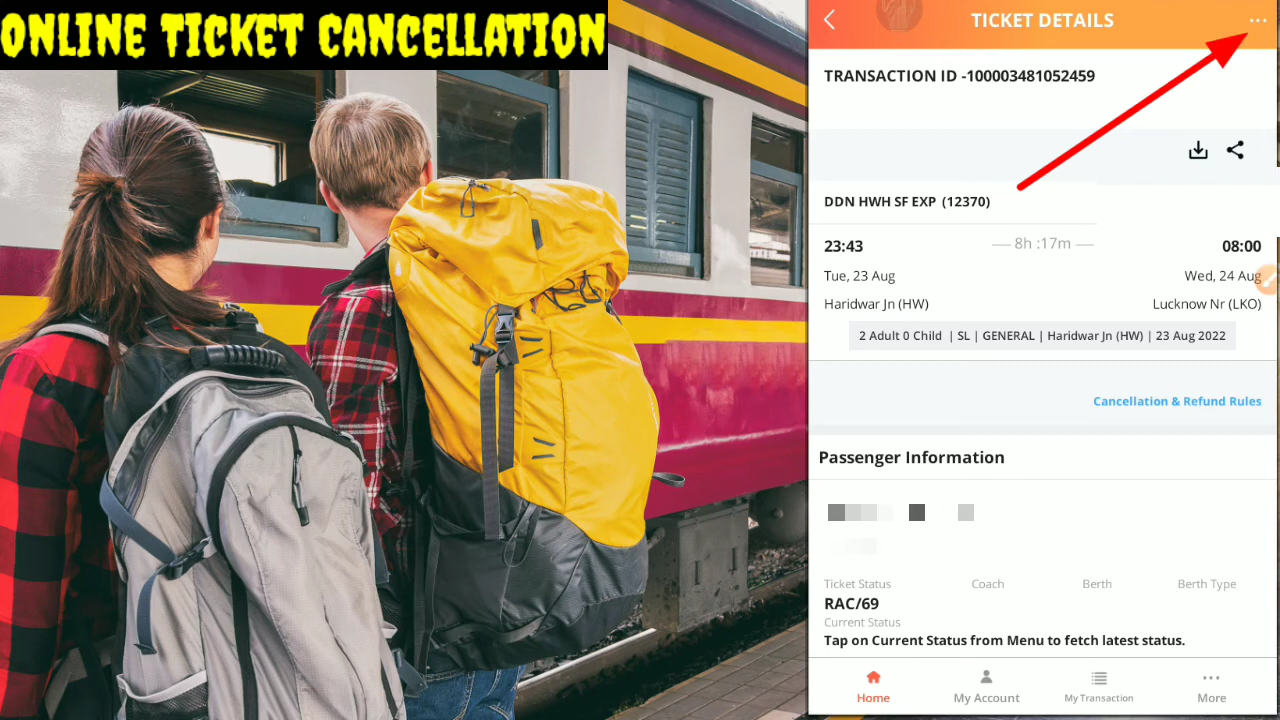 ONLINE TICKET CANCELLATION
TICKET DETAILS
TRANSACTION ID -100003481052459
DDN HWH SF EXP (12370)
23:43 8h :17m 08:00
Tue, 23 Aug Wed, 24 Aug
Haridwar Jn (HW) Lucknow Nr (LKO)
2 Adult 0 Child | SL | GENERAL | Haridwar Jn (HW) | 23 Aug 2022
Cancellation & Refund Rules
Passenger Information
Ticket Status Coach Berth Berth Type
RAC/69
Current Status
Tap on Current Status from Menu to fetch latest status.
Home My Account My Transaction More